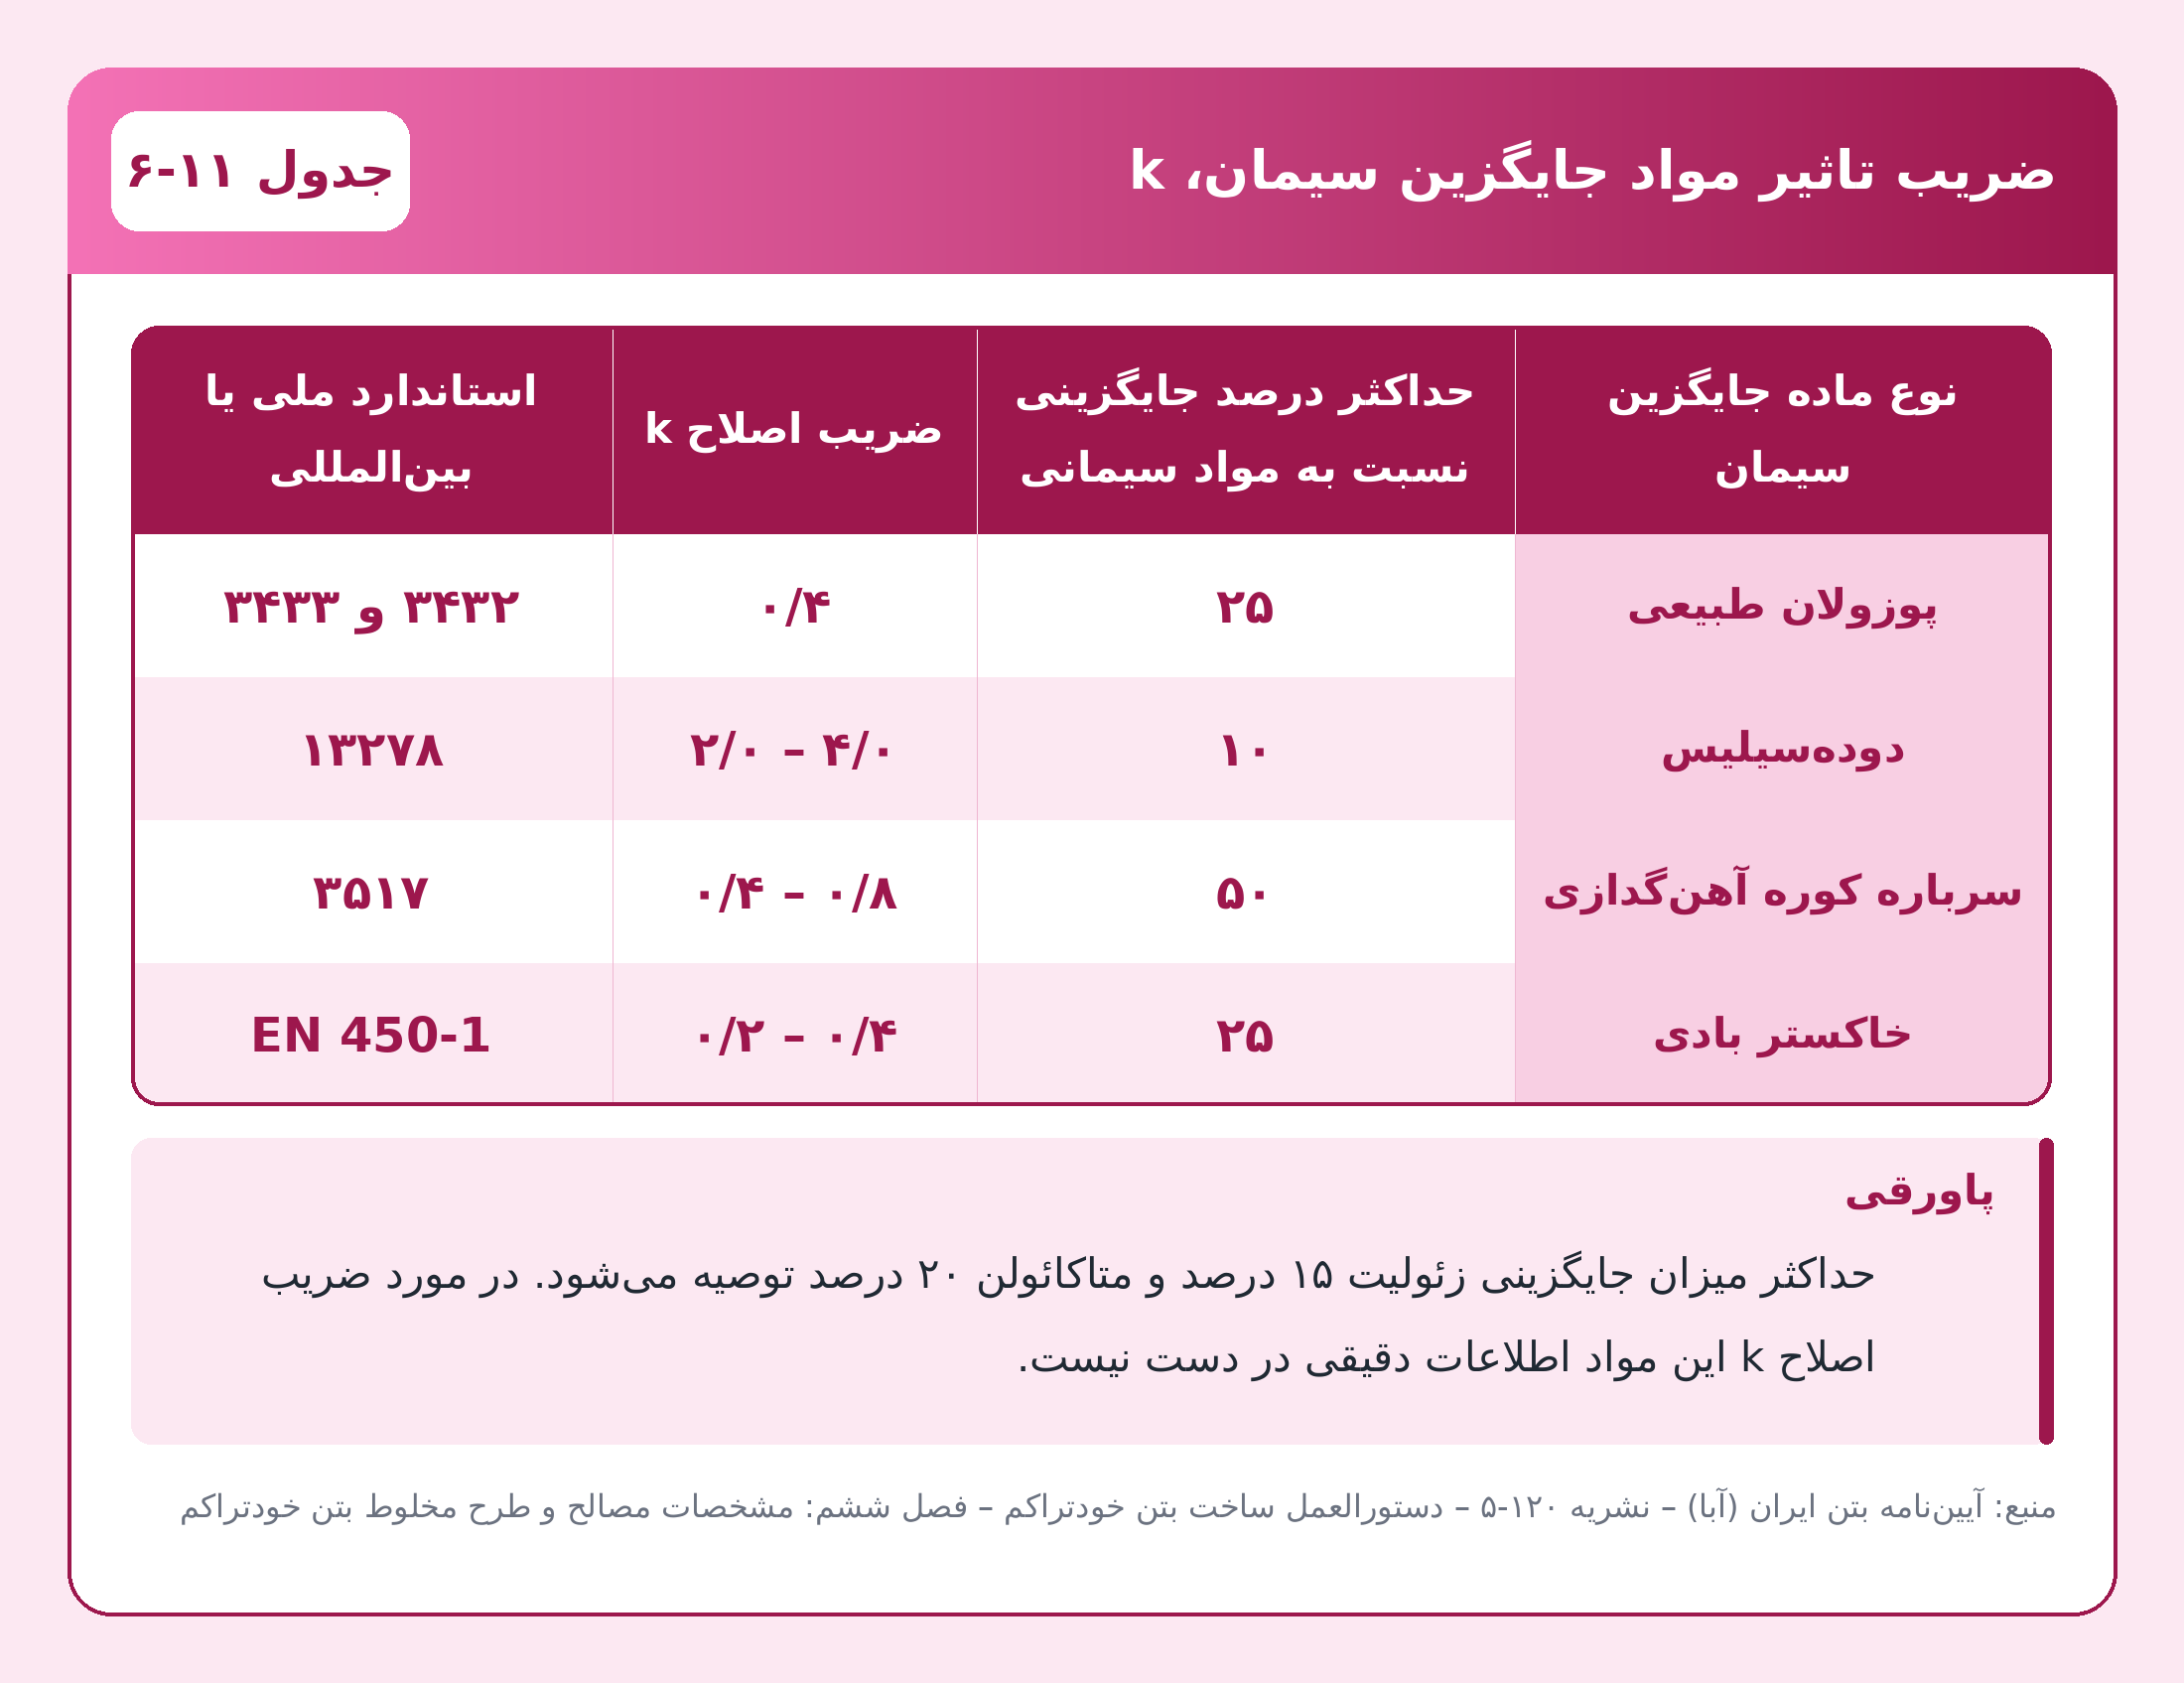 ضریب تاثیر مواد جایگزین سیمان، k
جدول ۱۱-۶
نوع ماده جایگزین سیمان | حداکثر درصد جایگزینی نسبت به مواد سیمانی | ضریب اصلاح k | استاندارد ملی یا بین‌المللی
پوزولان طبیعی | ۲۵ | ۰/۴ | ۳۴۳۲ و ۳۴۳۳
دوده‌سیلیس | ۱۰ | ۲/۰ – ۴/۰ | ۱۳۲۷۸
سرباره کوره آهن‌گدازی | ۵۰ | ۰/۴ – ۰/۸ | ۳۵۱۷
خاکستر بادی | ۲۵ | ۰/۲ – ۰/۴ | EN 450-1
پاورقی
حداکثر میزان جایگزینی زئولیت ۱۵ درصد و متاکائولن ۲۰ درصد توصیه می‌شود. در مورد ضریب
اصلاح k این مواد اطلاعات دقیقی در دست نیست.
منبع: آیین‌نامه بتن ایران (آبا) – نشریه ۱۲۰-۵ – دستورالعمل ساخت بتن خودتراکم – فصل ششم: مشخصات مصالح و طرح مخلوط بتن خودتراکم